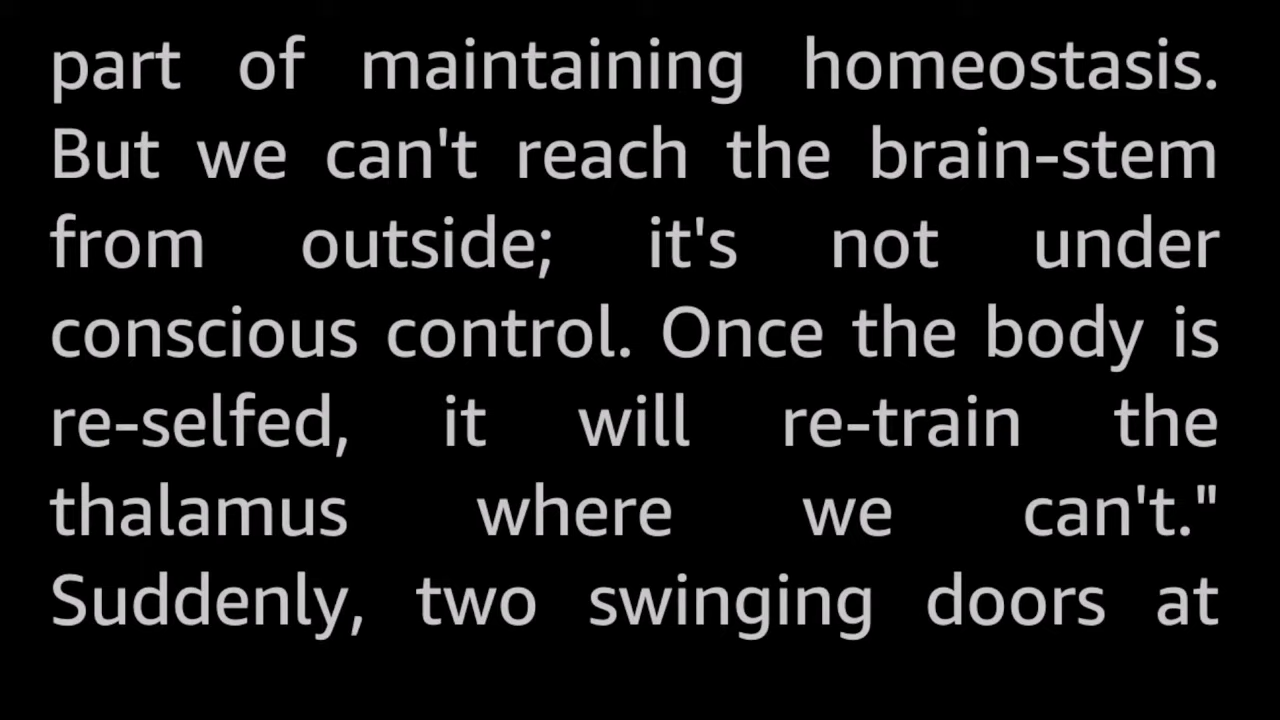 part of maintaining homeostasis.
But we can't reach the brain-stem
from outside; it's not under
conscious control. Once the body is
re-selfed, it will re-train the
thalamus where we can't."
Suddenly, two swinging doors at